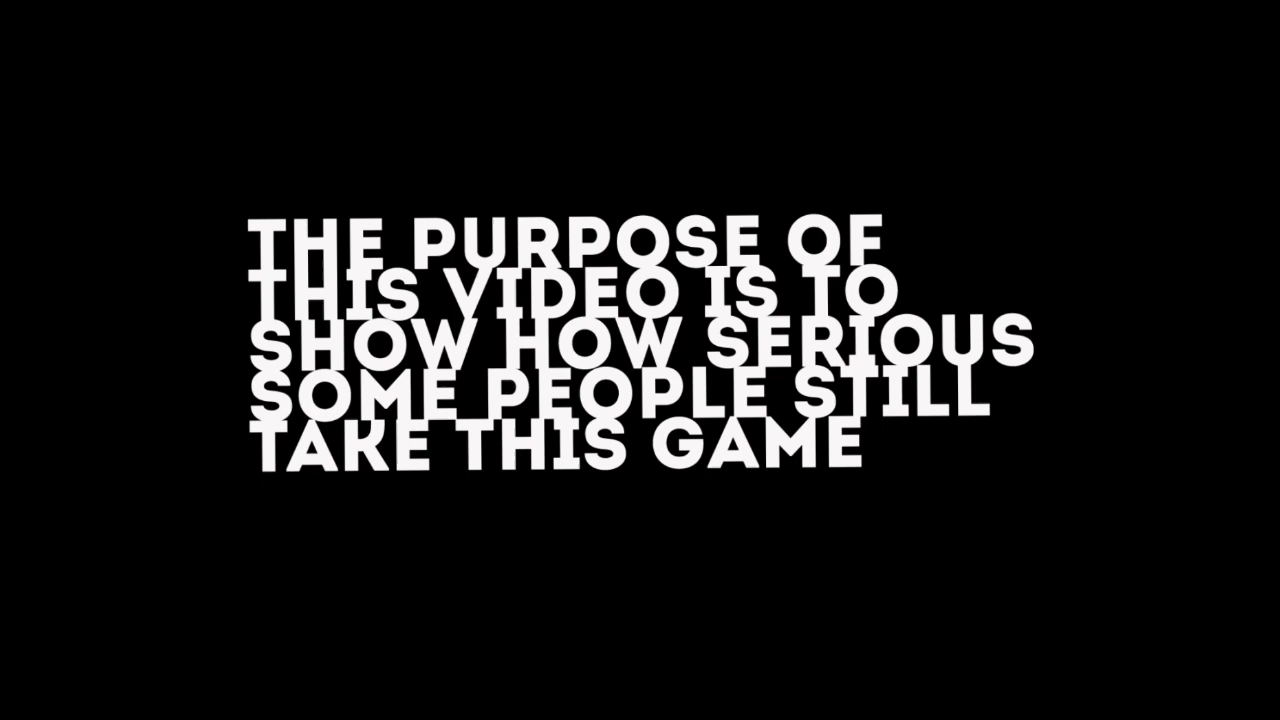 THE PURPOSE OF
THIS VIDEO IS TO
SHOW HOW SERIOUS
SOME PEOPLE STILL
TAKE THIS GAME